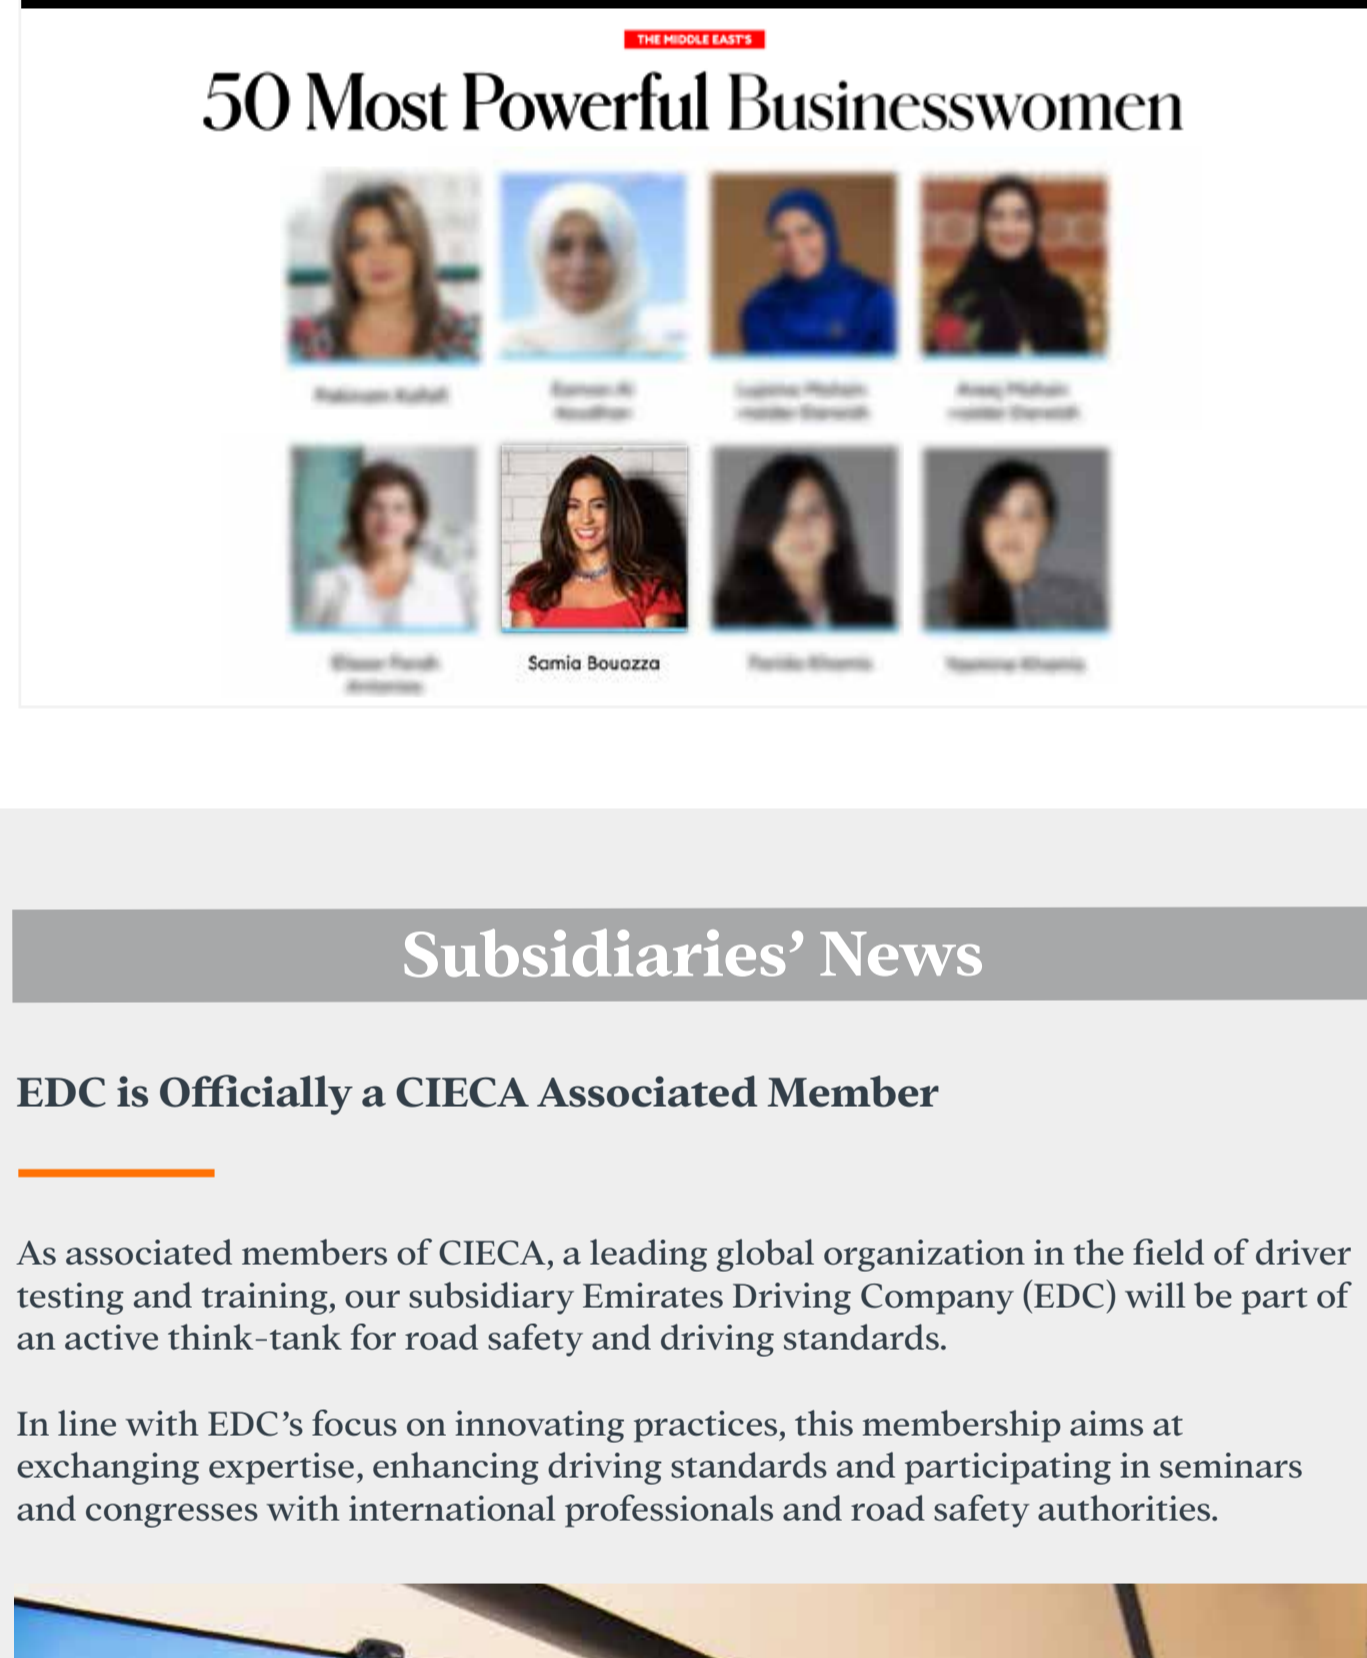 THE MIDDLE EAST'S
50 Most Powerful Businesswomen
Samia Bouazza
Subsidiaries’ News
EDC is Officially a CIECA Associated Member
As associated members of CIECA, a leading global organization in the field of driver
testing and training, our subsidiary Emirates Driving Company (EDC) will be part of
an active think-tank for road safety and driving standards.
In line with EDC’s focus on innovating practices, this membership aims at
exchanging expertise, enhancing driving standards and participating in seminars
and congresses with international professionals and road safety authorities.